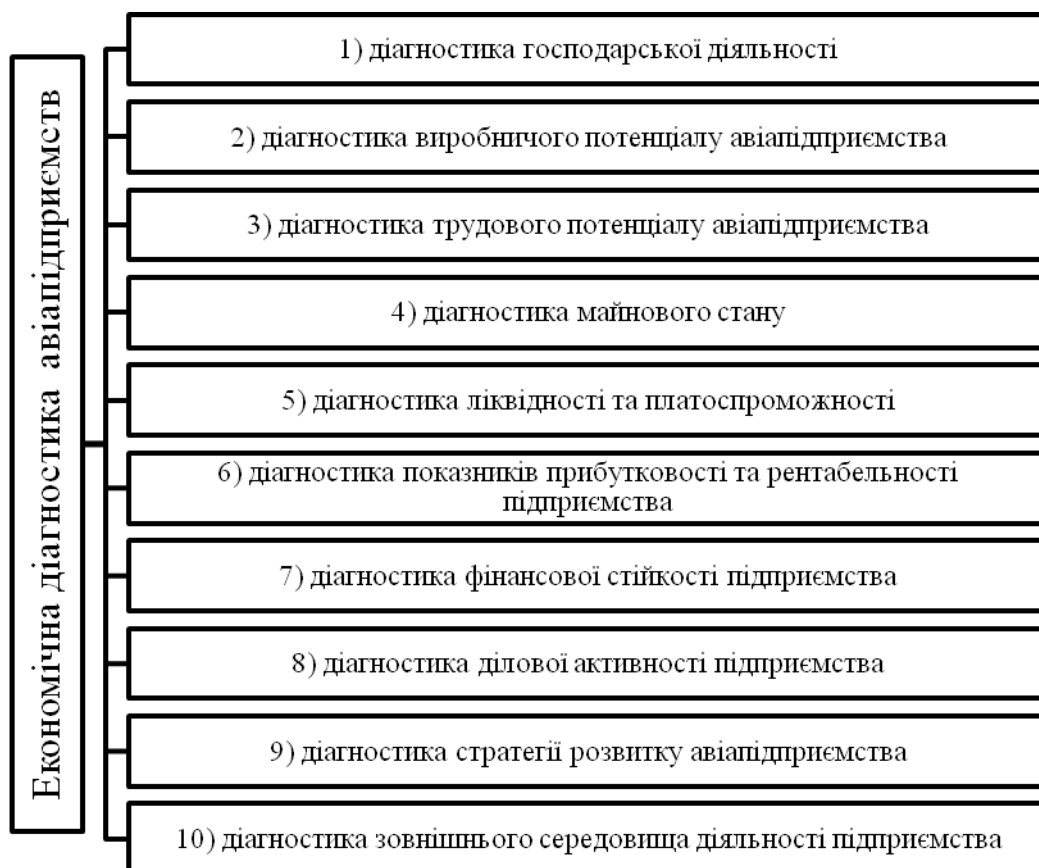 Економічна діагностика авіапідприємств
1) діагностика господарської діяльності
2) діагностика виробничого потенціалу авіапідприємства
3) діагностика трудового потенціалу авіапідприємства
4) діагностика майнового стану
5) діагностика ліквідності та платоспроможності
6) діагностика показників прибутковості та рентабельності
підприємства
7) діагностика фінансової стійкості підприємства
8) діагностика ділової активності підприємства
9) діагностика стратегії розвитку авіапідприємства
10) діагностика зовнішнього середовища діяльності підприємства